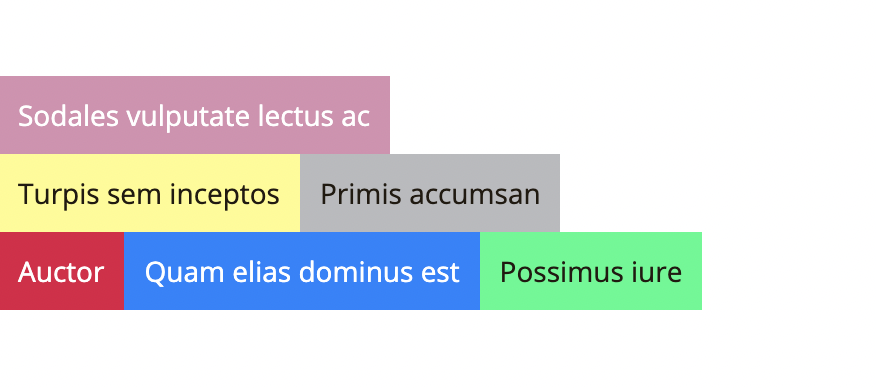 Sodales vulputate lectus ac
Turpis sem inceptos Primis accumsan
Auctor Quam elias dominus est Possimus iure